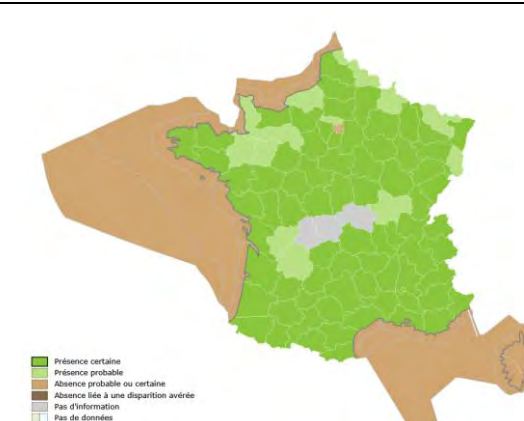 Présence certaine
Présence probable
Absence probable ou certaine
Absence liée à une disparition avérée
Pas d'information
Pas de données